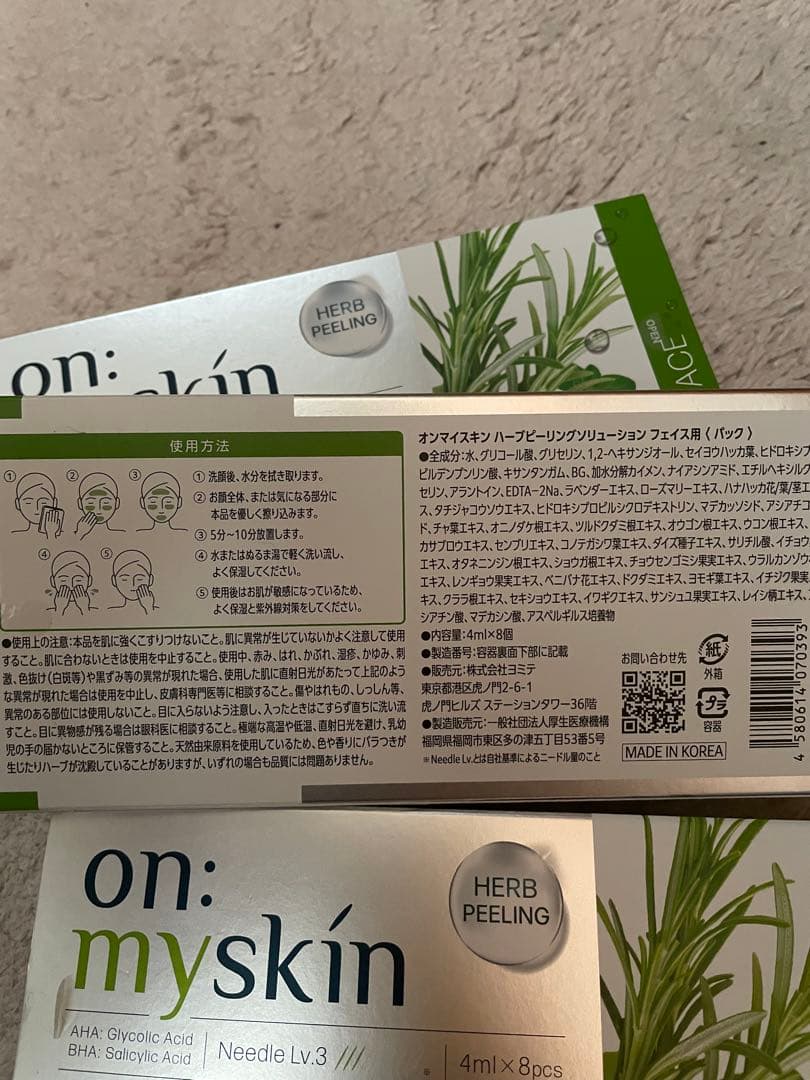 HERB
PEELING
on:
skin
OPEN
ACE
使用方法
① 洗顔後、水分を拭き取ります。
② お顔全体、または気になる部分に
本品を優しく擦り込みます。
③ 5分〜10分放置します。
④ 水またはぬるま湯で軽く洗い流し、
よく保湿してください。
⑤ 使用後はお肌が敏感になっているため、
よく保湿と紫外線対策をしてください。
①
②
③
④
⑤
●使用上の注意:本品を肌に強くこすりつけないこと。肌に異常が生じていないかよく注意して使用
すること。肌に合わないときは使用を中止すること。使用中、赤み、はれ、かぶれ、湿疹、かゆみ、刺
激、色抜け(白斑等)や黒ずみ等の異常が現れた場合、使用した肌に直射日光があたって上記のよう
な異常が現れた場合は使用を中止し、皮膚科専門医等に相談すること。傷やはれもの、しっしん等、
異常のある部位には使用しないこと。目に入らないよう注意し、入ったときはこすらず直ちに洗い流
すこと。目に異物感が残る場合は眼科医に相談すること。極端な高温や低温、直射日光を避け、乳幼
児の手の届かないところに保管すること。天然由来原料を使用しているため、色や香りにバラつきが
生じたりハーブが沈殿していることがありますが、いずれの場合も品質には問題ありません。
オンマイスキン ハーブピーリングソリューション フェイス用〈 パック 〉
●全成分:水、グリコール酸、グリセリン、1,2-ヘキサンジオール、セイヨウハッカ葉、ヒドロキシプ
ピルデンプンリン酸、キサンタンガム、BG、加水分解カイメン、ナイアシンアミド、エチルヘキシルグ
セリン、アラントイン、EDTA−2Na、ラベンダーエキス、ローズマリーエキス、ハナハッカ花/葉/茎エ
ス、タチジャコウソウエキス、ヒドロキシプロピルシクロデキストリン、マデカッソシド、アシアチコ
ド、チャ葉エキス、オニノダケ根エキス、ツルドクダミ根エキス、オウゴン根エキス、ウコン根エキス、
カサブロウエキス、センブリエキス、コノテガシワ葉エキス、ダイズ種子エキス、サリチル酸、イチョウ
エキス、オタネニンジン根エキス、ショウガ根エキス、チョウセンゴミシ果実エキス、ウラルカンゾウ
エキス、レンギョウ果実エキス、ベニバナ花エキス、ドクダミエキス、ヨモギ葉エキス、イチジク果実
キス、クララ根エキス、セキショウエキス、イワギクエキス、サンシュユ果実エキス、レイシ柄エキス、
シアチン酸、マデカシン酸、アスペルギルス培養物
●内容量:4ml×8個
●製造番号:容器裏面下部に記載
●販売元:株式会社ヨミテ
東京都港区虎ノ門2-6-1
虎ノ門ヒルズ ステーションタワー36階
●製造販売元:一般社団法人厚生医療機構
福岡県福岡市東区多の津五丁目53番5号
※Needle Lv.とは自社基準によるニードル量のこと
お問い合わせ先
紙
外箱
プラ
容器
MADE IN KOREA
4 580614 070393
on:
myskin
HERB
PEELING
AHA: Glycolic Acid
BHA: Salicylic Acid
Needle Lv.3
※
4ml×8pcs